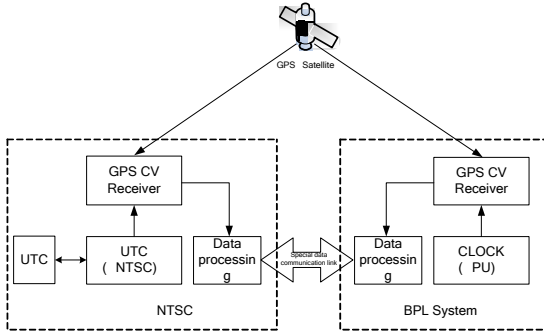 GPS Satellite
GPS CV
Receiver
GPS CV
Receiver
UTC
UTC
( NTSC)
Data
processin
g
Special data
communication link
Data
processin
g
CLOCK
( PU)
NTSC
BPL System